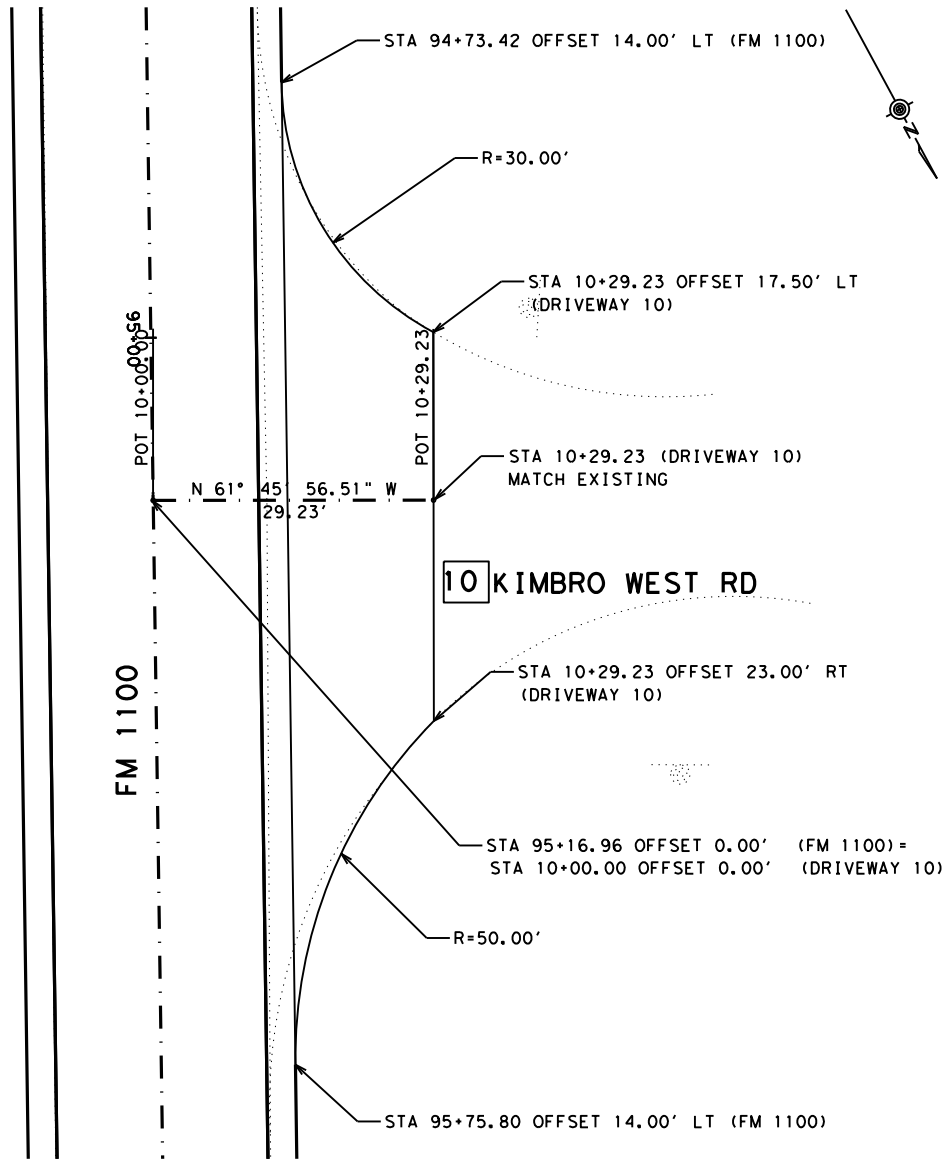 STA 94+73.42 OFFSET 14.00' LT (FM 1100)
N
R=30.00'
STA 10+29.23 OFFSET 17.50' LT
(DRIVEWAY 10)
95+00
POT 10+00.00
POT 10+29.23
STA 10+29.23 (DRIVEWAY 10)
MATCH EXISTING
N 61° 45' 56.51" W
29.23'
10 KIMBRO WEST RD
FM 1100
STA 10+29.23 OFFSET 23.00' RT
(DRIVEWAY 10)
STA 95+16.96 OFFSET 0.00' (FM 1100)=
STA 10+00.00 OFFSET 0.00' (DRIVEWAY 10)
R=50.00'
STA 95+75.80 OFFSET 14.00' LT (FM 1100)